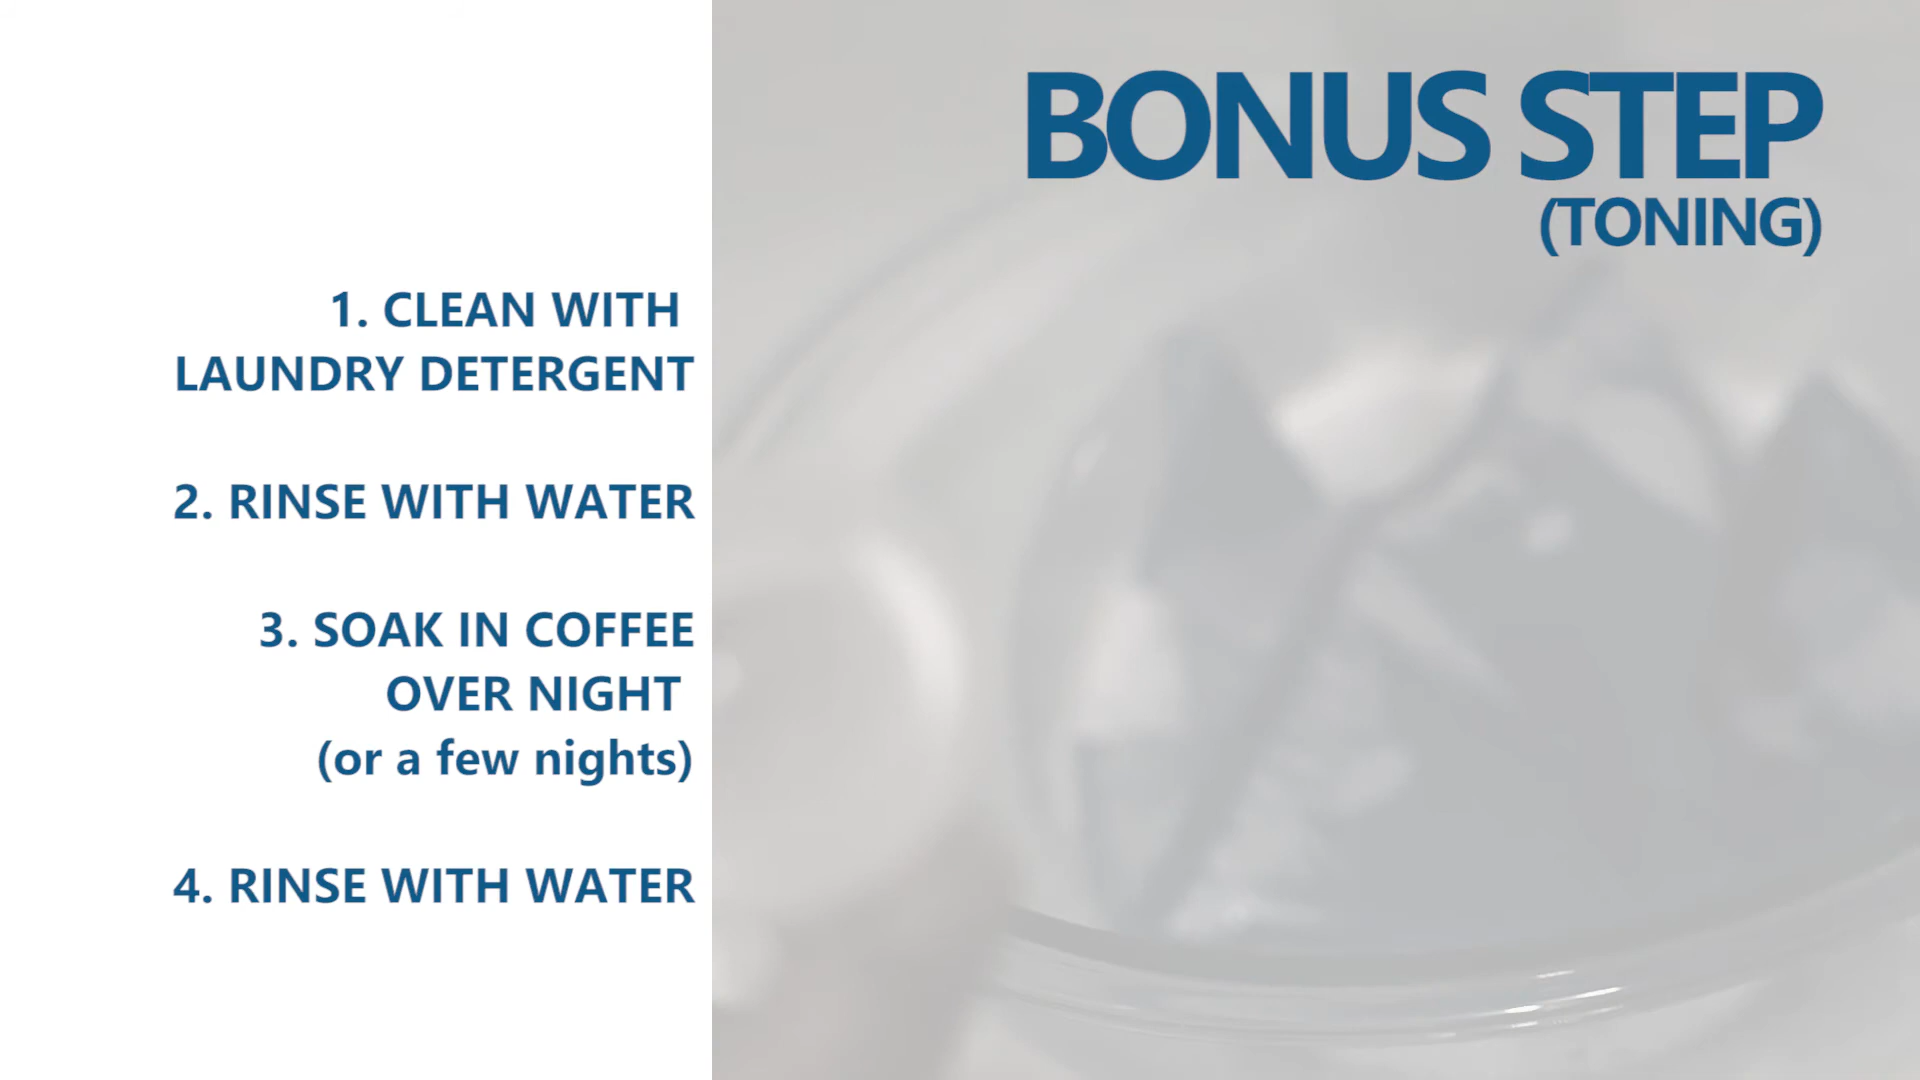 BONUS STEP
(TONING)
1. CLEAN WITH
LAUNDRY DETERGENT
2. RINSE WITH WATER
3. SOAK IN COFFEE
OVER NIGHT
(or a few nights)
4. RINSE WITH WATER